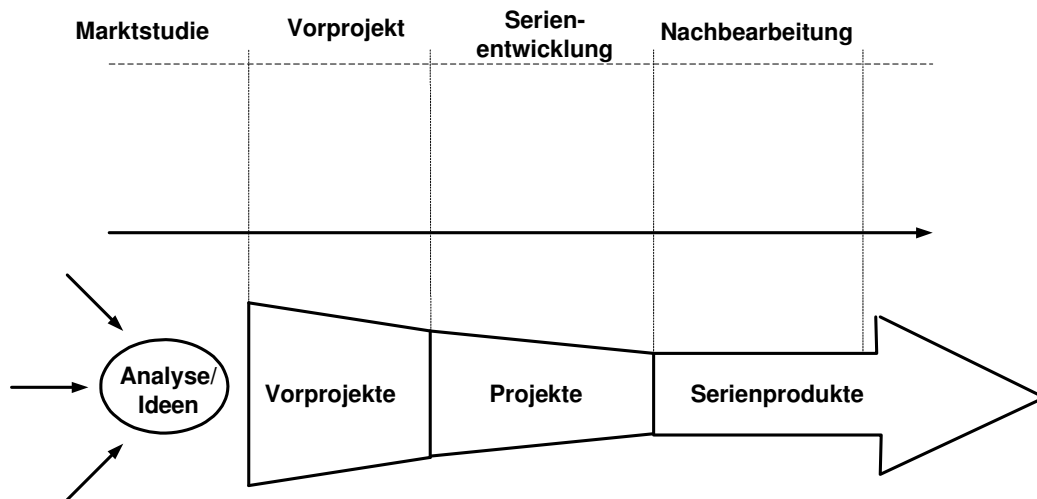 Marktstudie
Vorprojekt
Serien-
entwicklung
Nachbearbeitung
Analyse/
Ideen
Vorprojekte
Projekte
Serienprodukte